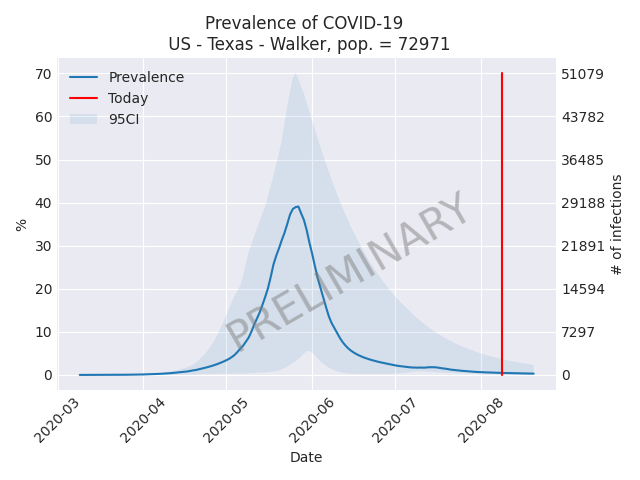 Prevalence of COVID-19
US - Texas - Walker, pop. = 72971
Prevalence
Today
95CI
70
60
50
40
30
20
10
0
%
51079
43782
36485
29188
21891
14594
7297
0
# of infections
PRELIMINARY
2020-03
2020-04
2020-05
2020-06
2020-07
2020-08
Date